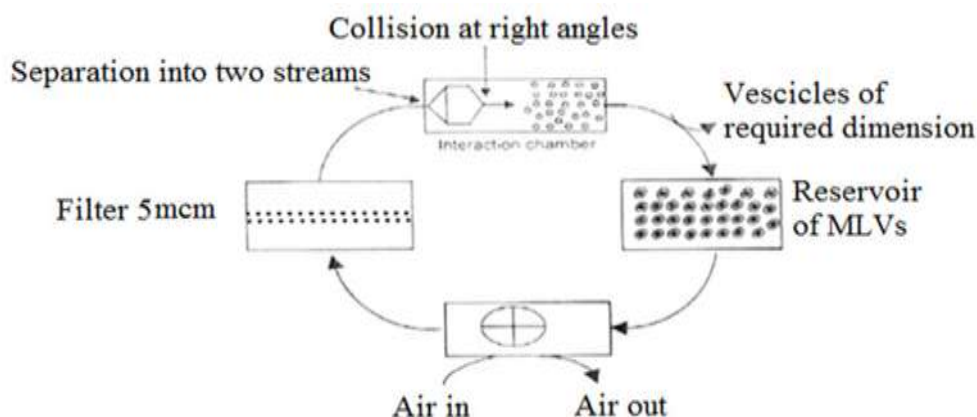 Collision at right angles
Separation into two streams
Interaction chamber
Vescicles of
required dimension
Filter 5mcm
Reservoir
of MLVs
Air in
Air out